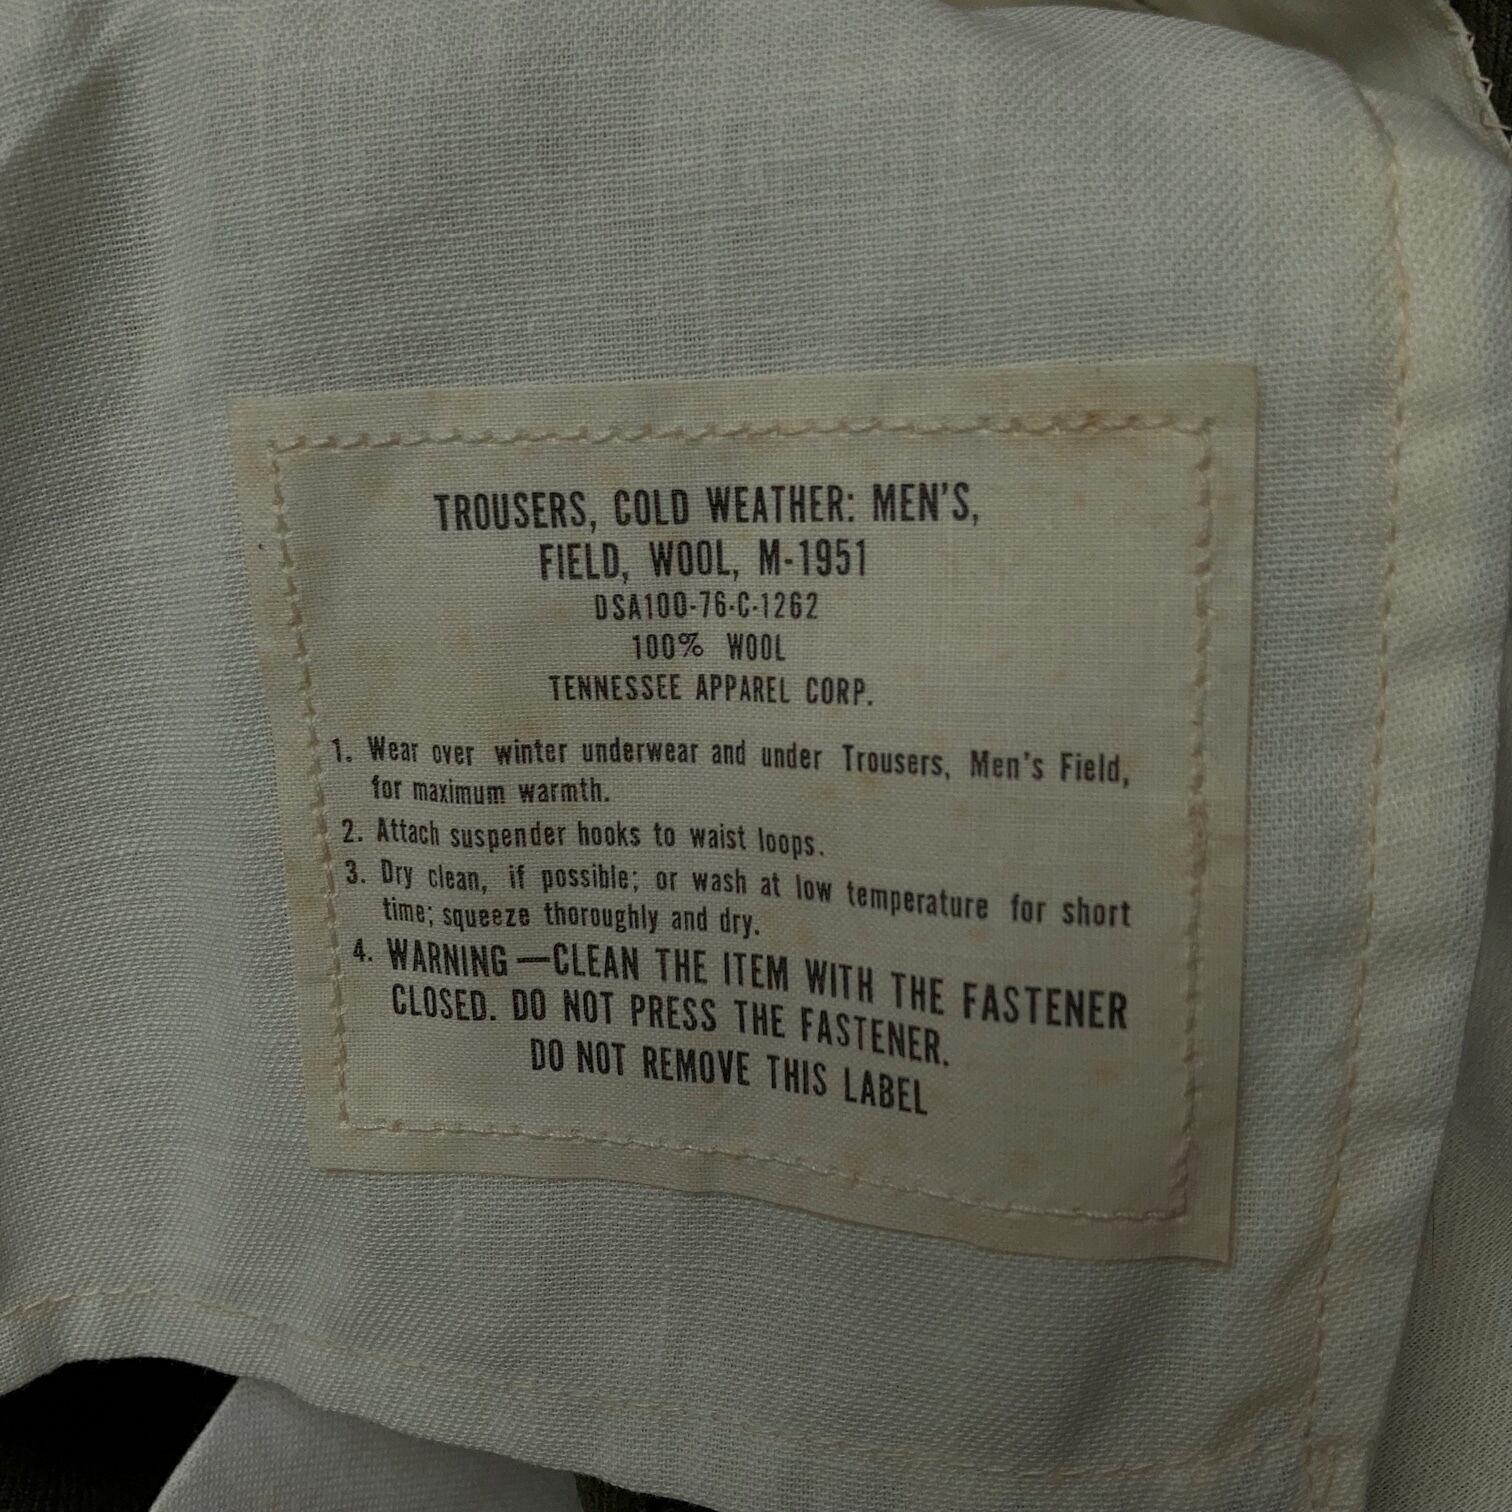 TROUSERS, COLD WEATHER: MEN'S,
FIELD, WOOL, M-1951
DSA100-76-C-1262
100% WOOL
TENNESSEE APPAREL CORP.
1. Wear over winter underwear and under Trousers, Men's Field,
for maximum warmth.
2. Attach suspender hooks to waist loops.
3. Dry clean, if possible; or wash at low temperature for short
time; squeeze thoroughly and dry.
4. WARNING—CLEAN THE ITEM WITH THE FASTENER
CLOSED. DO NOT PRESS THE FASTENER.
DO NOT REMOVE THIS LABEL